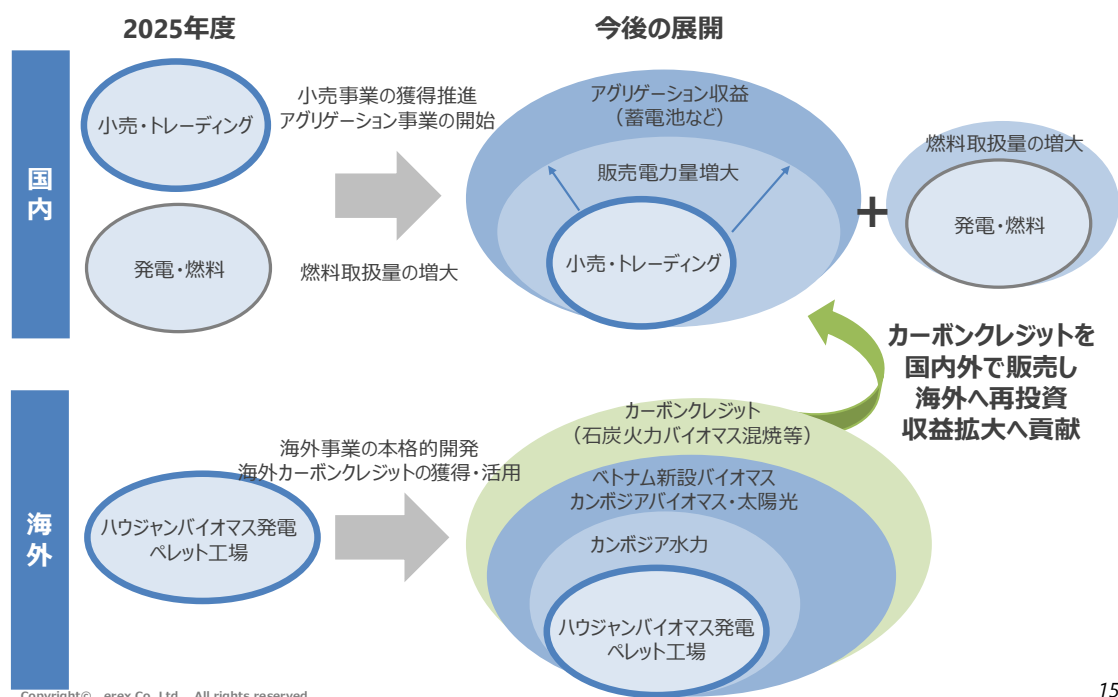 2025年度
今後の展開
国内
小売・トレーディング
発電・燃料
小売事業の獲得推進
アグリゲーション事業の開始
燃料取扱量の増大
アグリゲーション収益
（蓄電池など）
販売電力量増大
小売・トレーディング
+
燃料取扱量の増大
発電・燃料
カーボンクレジットを
国内外で販売し
海外へ再投資
収益拡大へ貢献
海外
ハウジャンバイオマス発電
ペレット工場
海外事業の本格的開発
海外カーボンクレジットの獲得・活用
カーボンクレジット
（石炭火力バイオマス混焼等）
ベトナム新設バイオマス
カンボジアバイオマス・太陽光
カンボジア水力
ハウジャンバイオマス発電
ペレット工場
Copyright© erex Co.,Ltd. All rights reserved
15